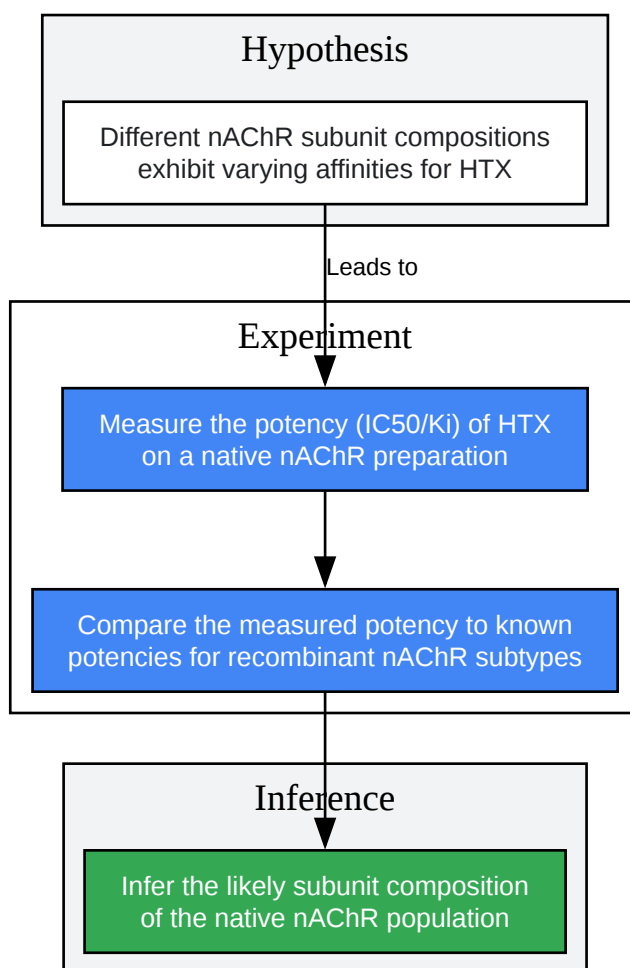 Hypothesis
Different nAChR subunit compositions
exhibit varying affinities for HTX
Leads to
Experiment
Measure the potency (IC50/Ki) of HTX
on a native nAChR preparation
Compare the measured potency to known
potencies for recombinant nAChR subtypes
Inference
Infer the likely subunit composition
of the native nAChR population